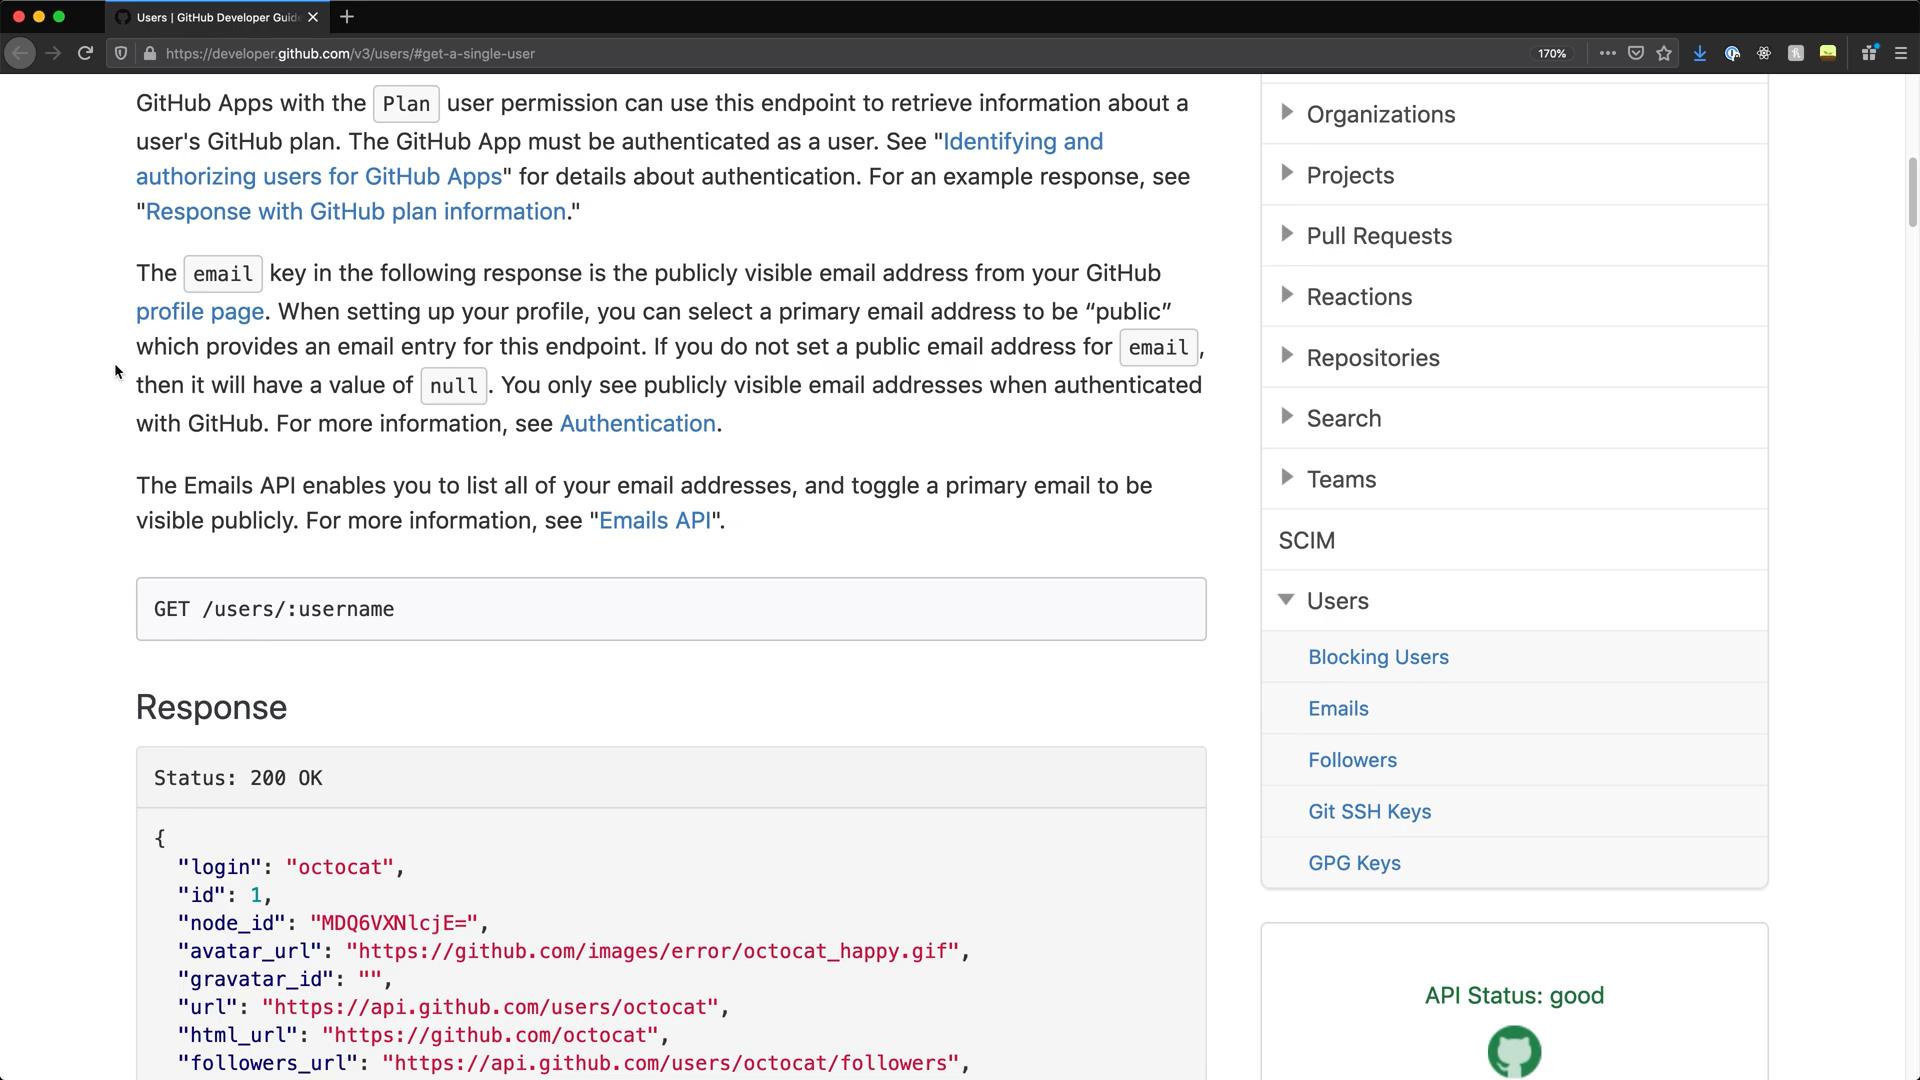 Users | GitHub Developer Guid
https://developer.github.com/v3/users/#get-a-single-user
170%
GitHub Apps with the Plan user permission can use this endpoint to retrieve information about a
user's GitHub plan. The GitHub App must be authenticated as a user. See "Identifying and
authorizing users for GitHub Apps" for details about authentication. For an example response, see
"Response with GitHub plan information."
The email key in the following response is the publicly visible email address from your GitHub
profile page. When setting up your profile, you can select a primary email address to be “public”
which provides an email entry for this endpoint. If you do not set a public email address for email,
then it will have a value of null. You only see publicly visible email addresses when authenticated
with GitHub. For more information, see Authentication.
The Emails API enables you to list all of your email addresses, and toggle a primary email to be
visible publicly. For more information, see "Emails API".
GET /users/:username
Response
Status: 200 OK
{
"login": "octocat",
"id": 1,
"node_id": "MDQ6VXNlcjE=",
"avatar_url": "https://github.com/images/error/octocat_happy.gif",
"gravatar_id": "",
"url": "https://api.github.com/users/octocat",
"html_url": "https://github.com/octocat",
"followers_url": "https://api.github.com/users/octocat/followers",
Organizations
Projects
Pull Requests
Reactions
Repositories
Search
Teams
SCIM
Users
Blocking Users
Emails
Followers
Git SSH Keys
GPG Keys
API Status: good